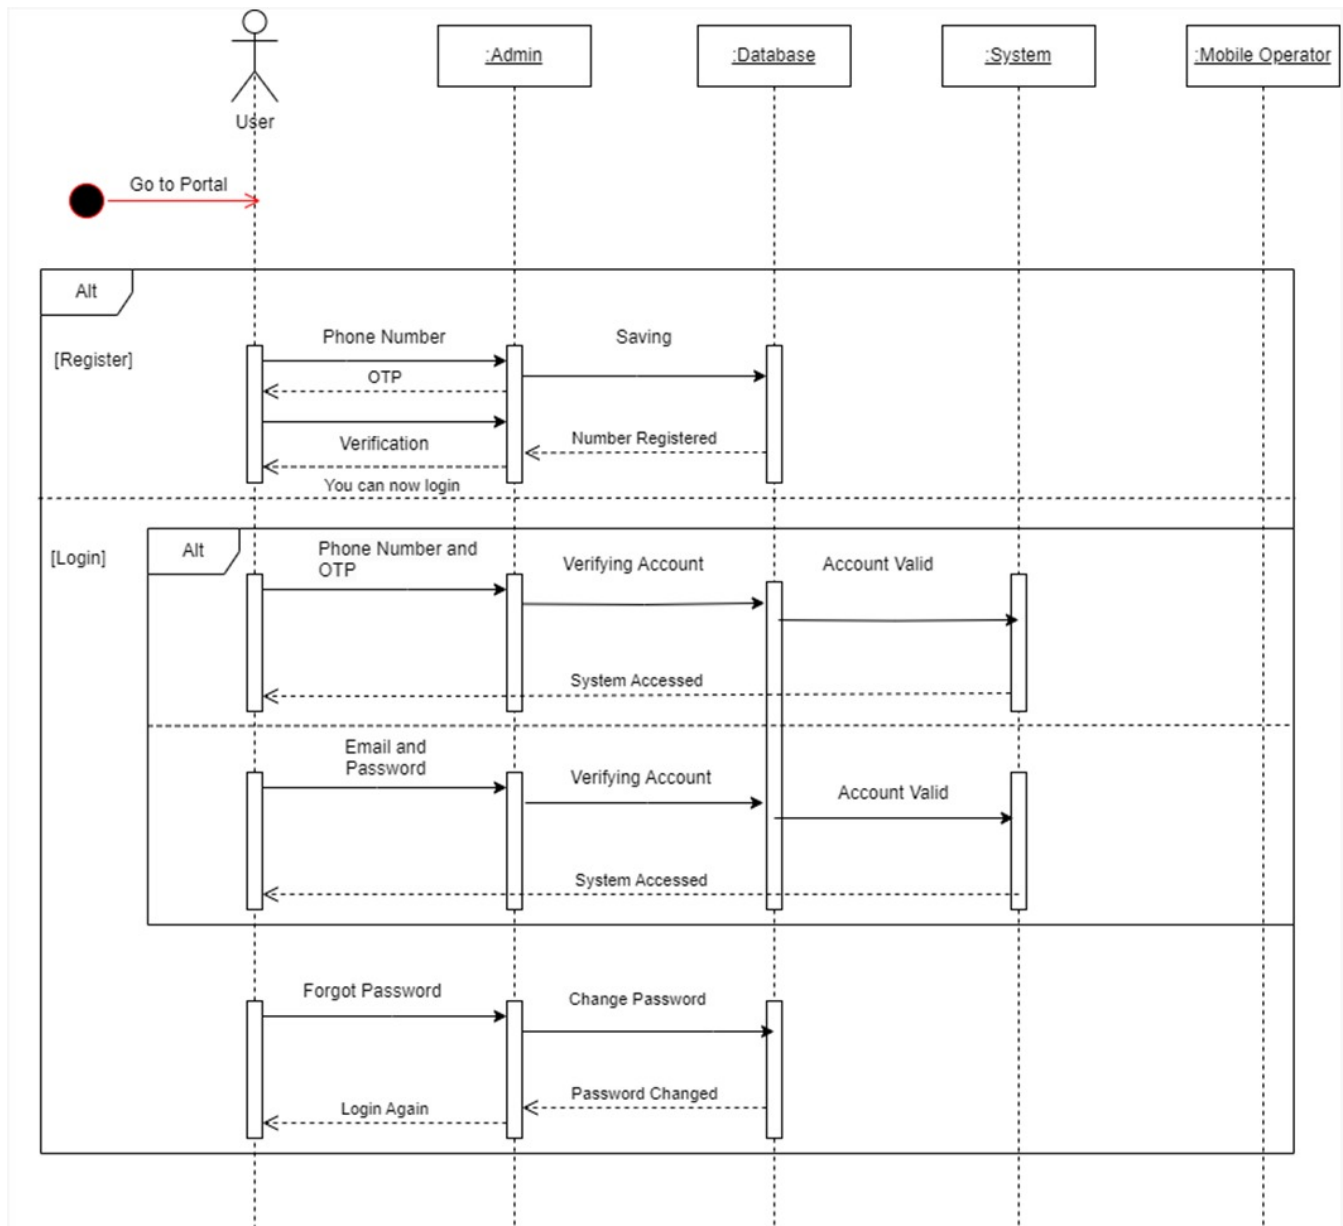 :Admin
:Database
:System
:Mobile Operator
User
Go to Portal
Alt
[Register]
Phone Number
Saving
OTP
Verification
Number Registered
You can now login
[Login]
Alt
Phone Number and
OTP
Verifying Account
Account Valid
System Accessed
Email and
Password
Verifying Account
Account Valid
System Accessed
Forgot Password
Change Password
Password Changed
Login Again